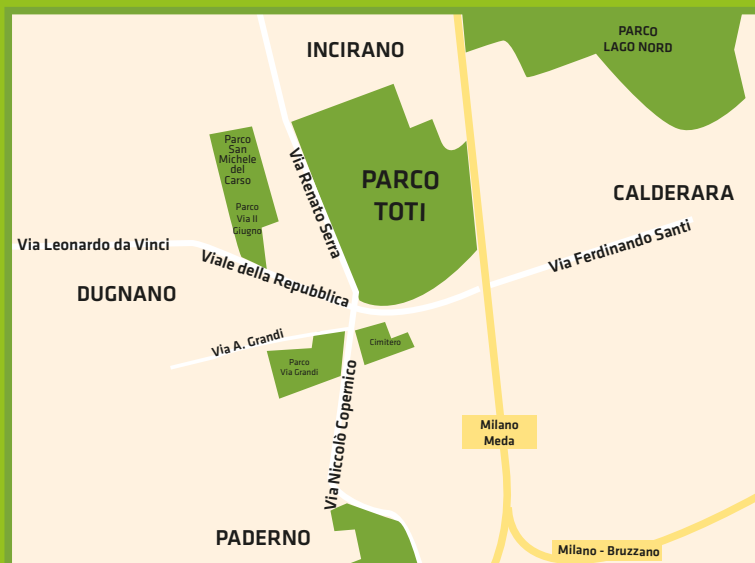 PARCO
LAGO NORD
INCIRANO
Parco
San
Michele
del
Carso
Via Renato Serra
PARCO
TOTI
CALDERARA
Parco
Via II
Giugno
Via Leonardo da Vinci
Viale della Repubblica
Via Ferdinando Santi
DUGNANO
Via A. Grandi
Cimitero
Parco
Via Grandi
Via Niccolò Copernico
Milano
Meda
PADERNO
Milano - Bruzzano